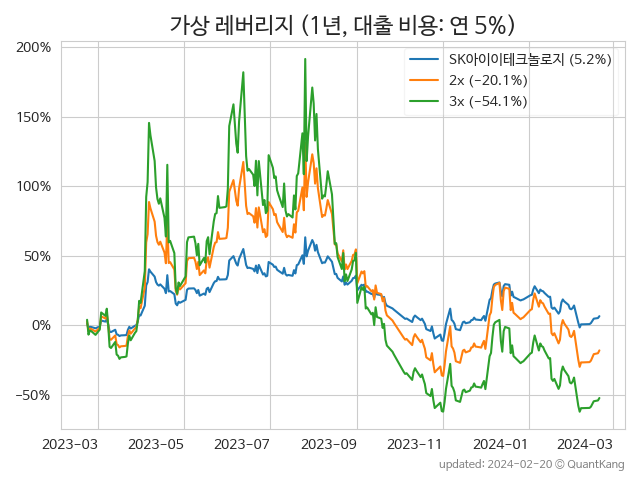 가상 레버리지 (1년, 대출 비용: 연 5%)
SK아이이테크놀로지 (5.2%)
2x (−20.1%)
3x (−54.1%)
200%
150%
100%
50%
0%
−50%
2023−03 2023−05 2023−07 2023−09 2023−11 2024−01 2024−03
updated: 2024-02-20 © QuantKang